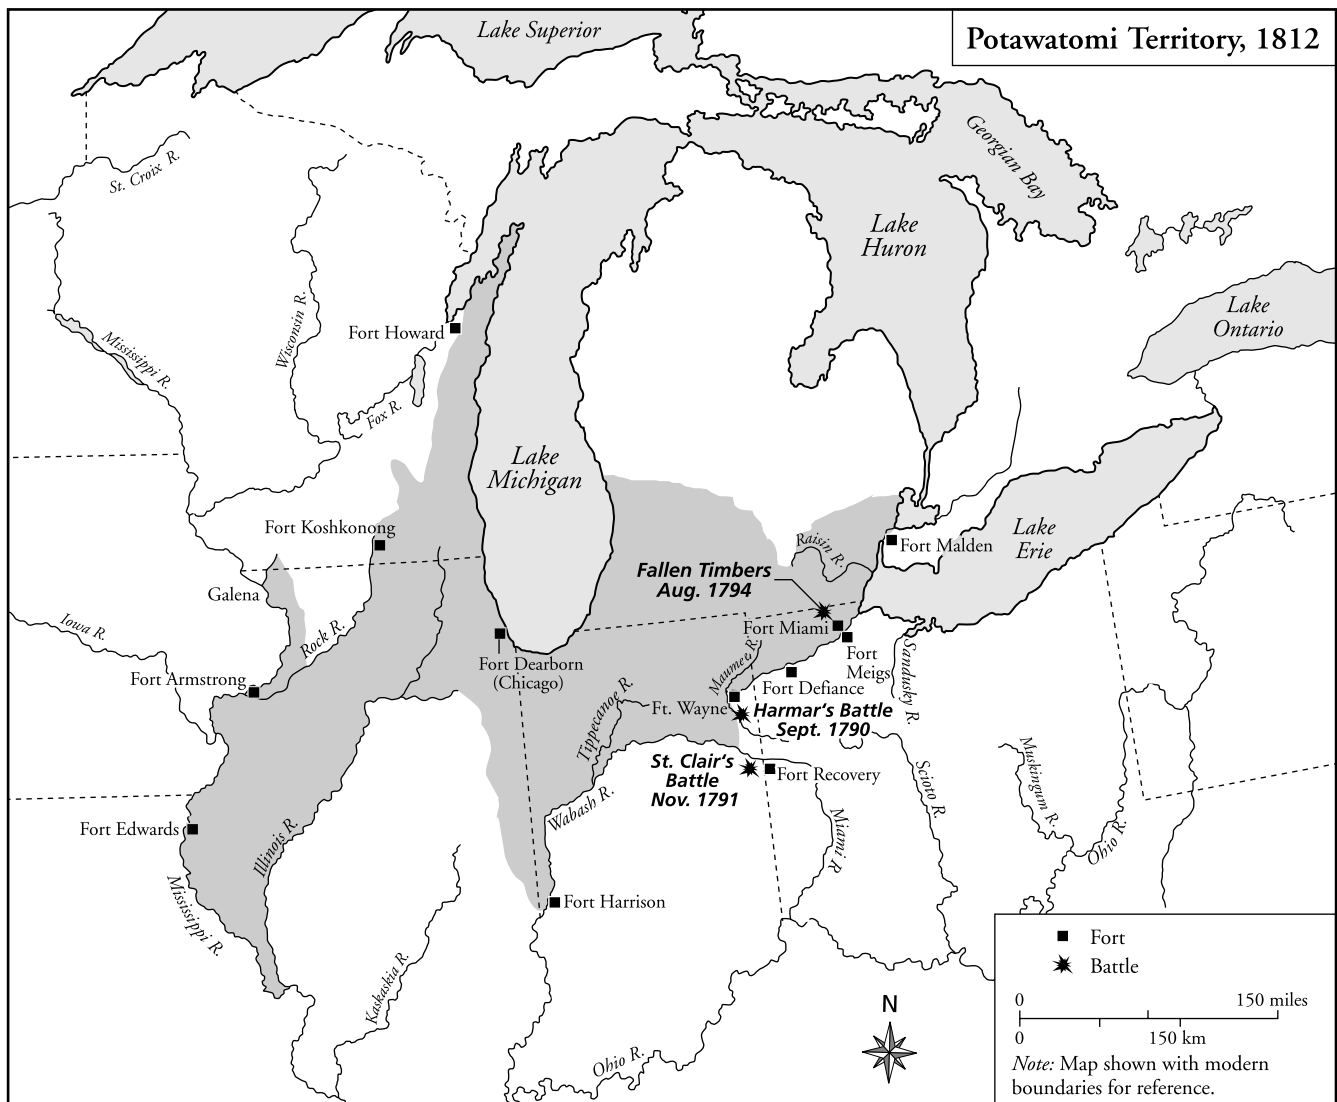 Lake Superior
Potawatomi Territory, 1812
Georgian Bay
St. Croix R.
Lake
Huron
Lake
Ontario
Wisconsin R.
Fort Howard
Mississippi R.
Fox R.
Lake
Michigan
Fort Koshkonong
Lake
Erie
Raisin R.
Fort Malden
Fallen Timbers
Aug. 1794
Galena
Iowa R.
Rock R.
Fort Miami
Fort Dearborn
(Chicago)
Fort
Meigs
Maumee R.
Sandusky R.
Fort Armstrong
Fort Defiance
Ft. Wayne
Harmar's Battle
Sept. 1790
Tippecanoe R.
St. Clair's
Battle
Nov. 1791
Fort Recovery
Muskingum R.
Scioto R.
Wabash R.
Miami R
Fort Edwards
Illinois R.
Ohio R.
Mississippi R.
Fort Harrison
Kaskaskia R.
Ohio R.
N
Fort
Battle
0 150 miles
0 150 km
Note: Map shown with modern
boundaries for reference.